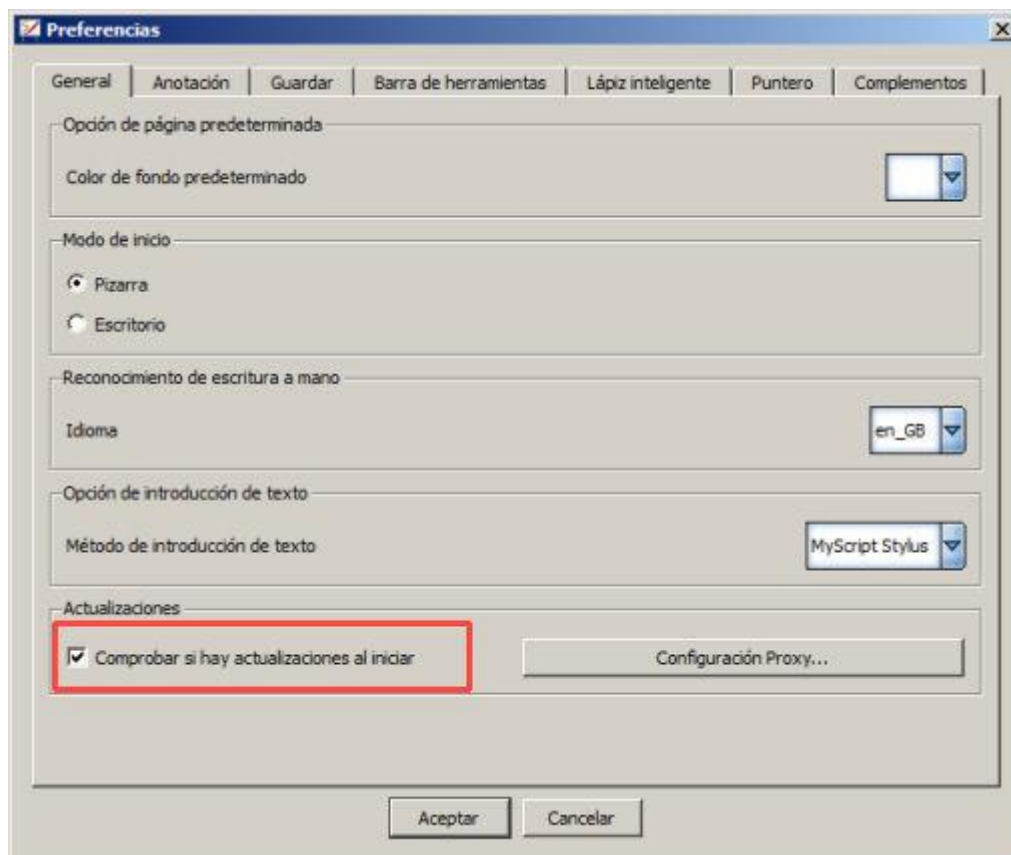 Preferencias
General Anotación Guardar Barra de herramientas Lápiz inteligente Puntero Complementos
Opción de página predeterminada
Color de fondo predeterminado
Modo de inicio
Pizarra
Escritorio
Reconocimiento de escritura a mano
Idioma en_GB
Opción de introducción de texto
Método de introducción de texto MyScript Stylus
Actualizaciones
Comprobar si hay actualizaciones al iniciar Configuración Proxy...
Aceptar Cancelar